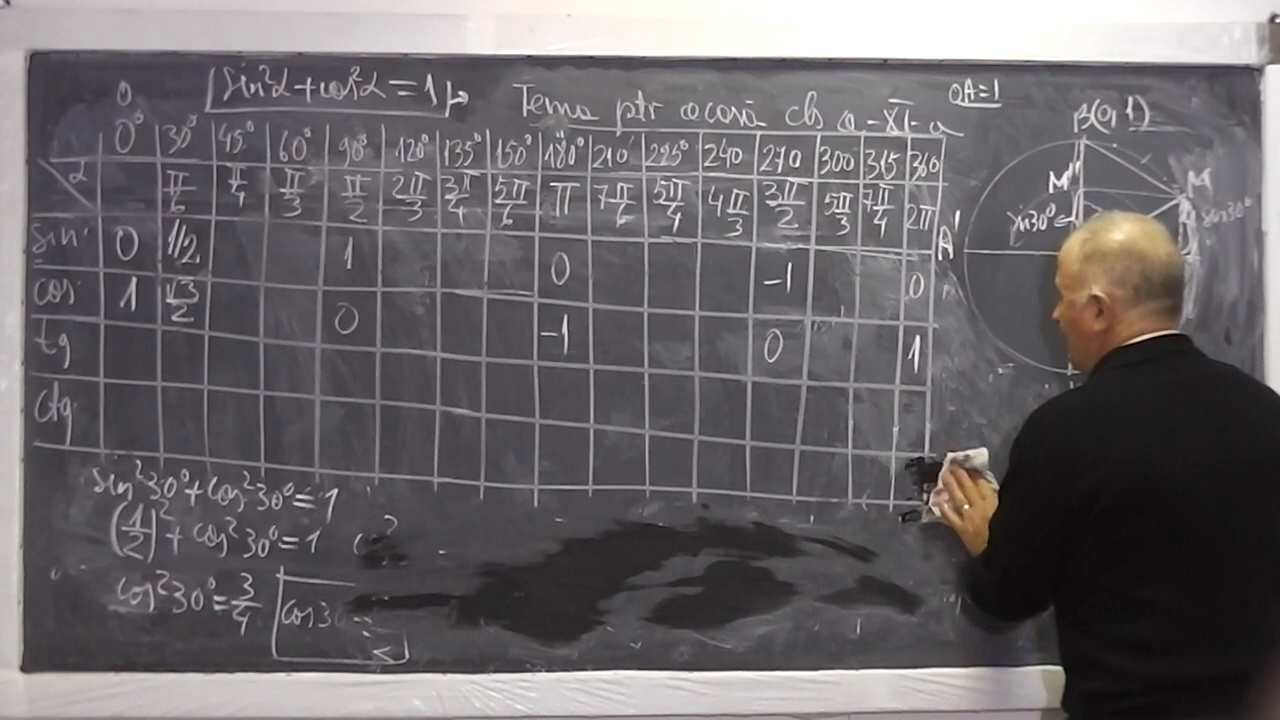 0 sin²α+cos²α=1 Tema ptr acasă cls a-XI-a OA=1
α 0° 30° 45° 60° 90° 120° 135° 150° 180° 210° 225° 240 270 300 315 360
π/6 π/4 π/3 π/2 2π/3 3π/4 5π/6 π 7π/6 5π/4 4π/3 3π/2 5π/3 7π/4 2π
sin 0 1/2 1 0 -1 0
cos 1 √3/2 0 -1 0 1
tg
ctg
sin²30°+cos²30°=1
(1/2)²+cos²30°=1
cos²30°=3/4 cos3
B(0,1)
M" M
sin30°= sin30°
A'